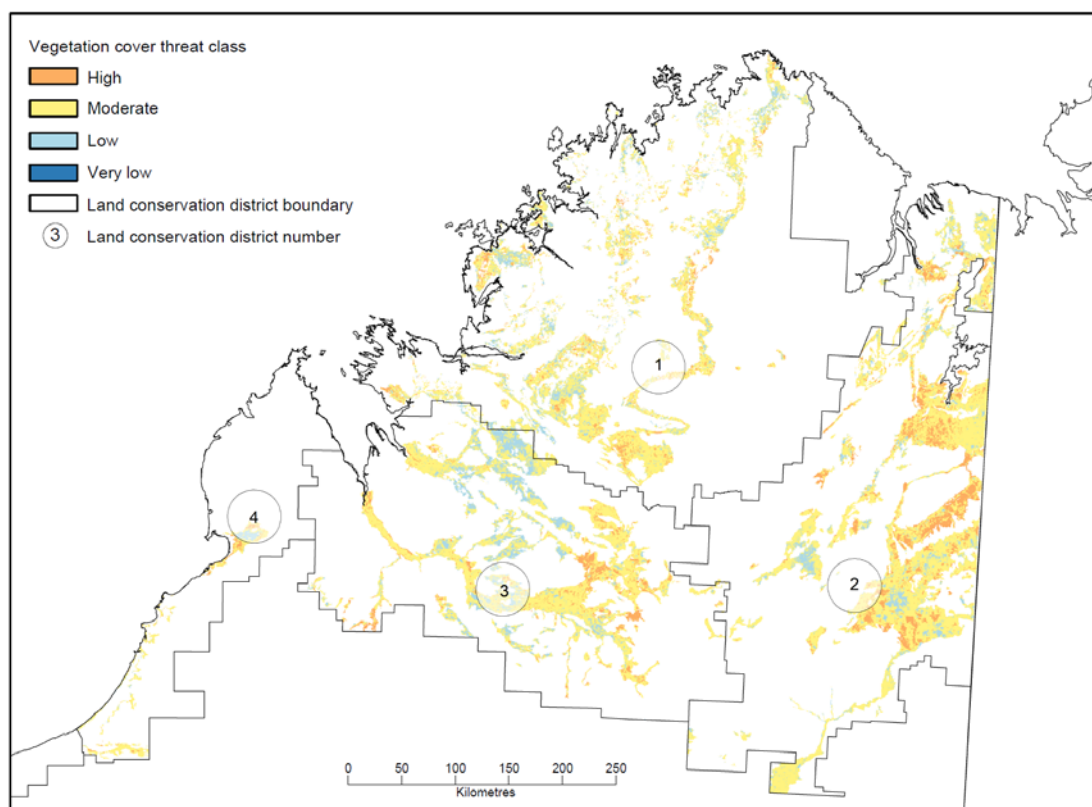 Vegetation cover threat class
High
Moderate
Low
Very low
Land conservation district boundary
3 Land conservation district number
1
4
3
2
0 50 100 150 200 250
Kilometres